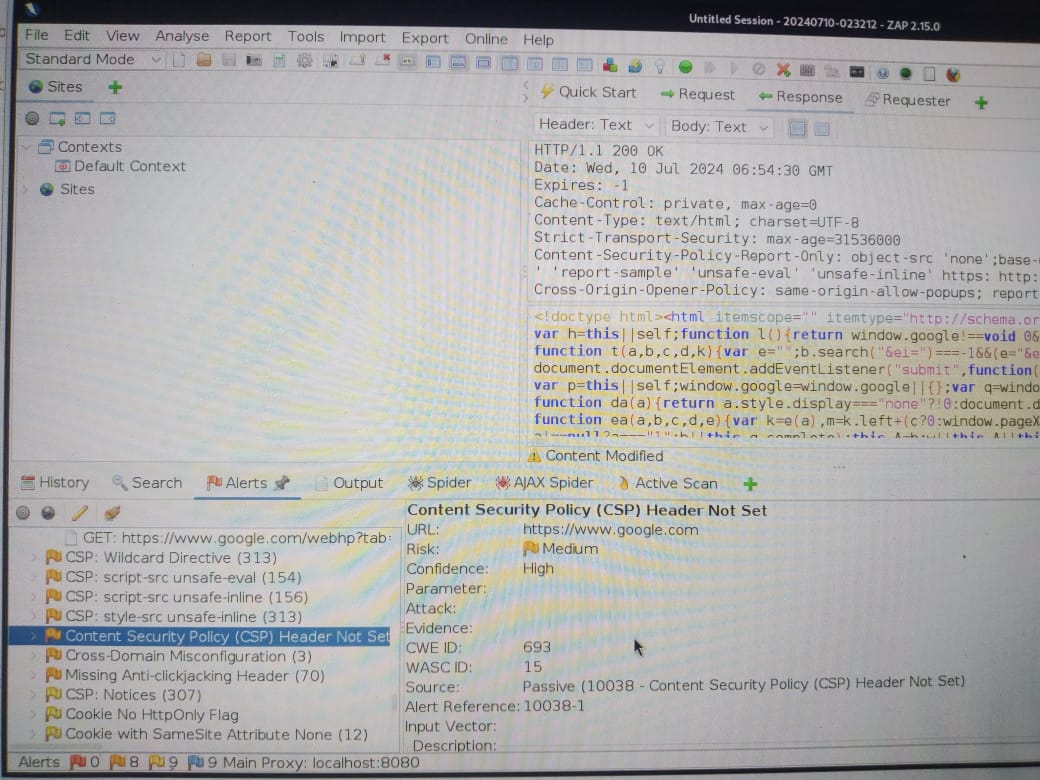 Untitled Session - 20240710-023212 - ZAP 2.15.0
File Edit View Analyse Report Tools Import Export Online Help
Standard Mode
Sites
Quick Start Request Response Requester
Header: Text Body: Text
Contexts
Default Context
Sites
HTTP/1.1 200 OK
Date: Wed, 10 Jul 2024 06:54:30 GMT
Expires: -1
Cache-Control: private, max-age=0
Content-Type: text/html; charset=UTF-8
Strict-Transport-Security: max-age=31536000
Content-Security-Policy-Report-Only: object-src 'none';base-
' 'report-sample' 'unsafe-eval' 'unsafe-inline' https: http:
Cross-Origin-Opener-Policy: same-origin-allow-popups; report
<!doctype html><html itemscope="" itemtype="http://schema.or
var h=this||self;function l(){return window.google!==void 0&
function t(a,b,c,d,k){var e="";b.search("&ei=")===-1&&(e="&e
document.documentElement.addEventListener("submit",function(
var p=this||self;window.google=window.google||{};var q=windo
function da(a){return a.style.display==="none"?!0:document.d
function ea(a,b,c,d,e){var k=e(a),m=k.left+(c?0:window.pageX
Content Modified
History Search Alerts Output Spider AJAX Spider Active Scan
GET: https://www.google.com/webhp?tab=
CSP: Wildcard Directive (313)
CSP: script-src unsafe-eval (154)
CSP: script-src unsafe-inline (156)
CSP: style-src unsafe-inline (313)
Content Security Policy (CSP) Header Not Set
Cross-Domain Misconfiguration (3)
Missing Anti-clickjacking Header (70)
CSP: Notices (307)
Cookie No HttpOnly Flag
Cookie with SameSite Attribute None (12)
Content Security Policy (CSP) Header Not Set
URL: https://www.google.com
Risk: Medium
Confidence: High
Parameter:
Attack:
Evidence:
CWE ID: 693
WASC ID: 15
Source: Passive (10038 - Content Security Policy (CSP) Header Not Set)
Alert Reference: 10038-1
Input Vector:
Description:
Alerts 0 8 9 9 Main Proxy: localhost:8080